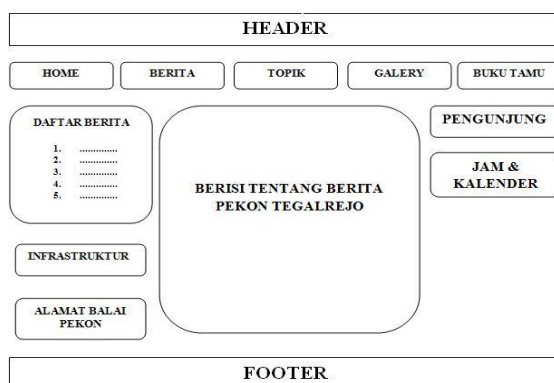 HEADER
HOME
BERITA
TOPIK
GALERY
BUKU TAMU
DAFTAR BERITA
1. ..............
2. ..............
3. ..............
4. ..............
5. ..............
INFRASTRUKTUR
ALAMAT BALAI
PEKON
BERISI TENTANG BERITA
PEKON TEGALREJO
PENGUNJUNG
JAM &
KALENDER
FOOTER